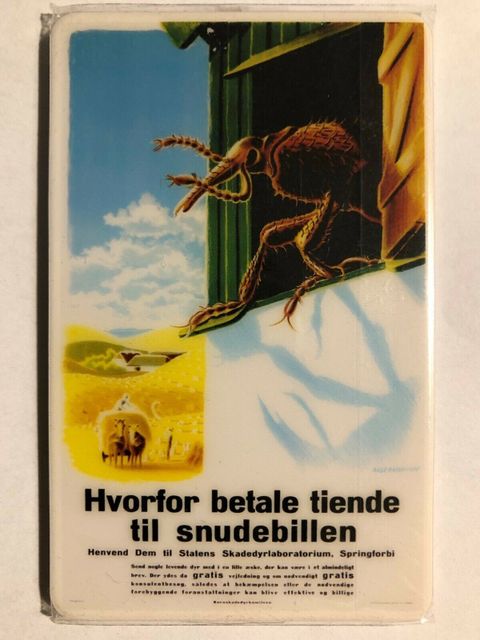 Hvorfor betale tiende
til snudebillen
Henvend Dem til Statens Skadedyrlaboratorium, Springforbi
Send nogle levende dyr med i en lille æske, der kan være i et almindeligt
brev. Der ydes da gratis vejledning og om nødvendigt gratis
konsulentbesøg, således at bekæmpelsen eller de nødvendige
forebyggende foranstaltninger kan blive effektive og billige